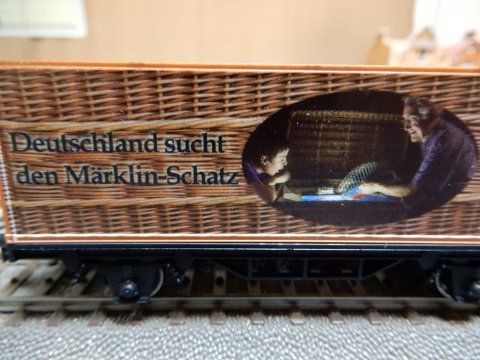 Deutschland sucht
den Märklin-Schatz